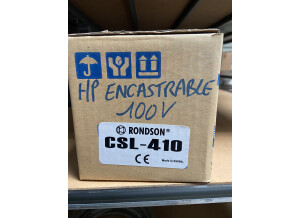 HP ENCASTRABLE
100V
RONDSON®
CSL-410
CE